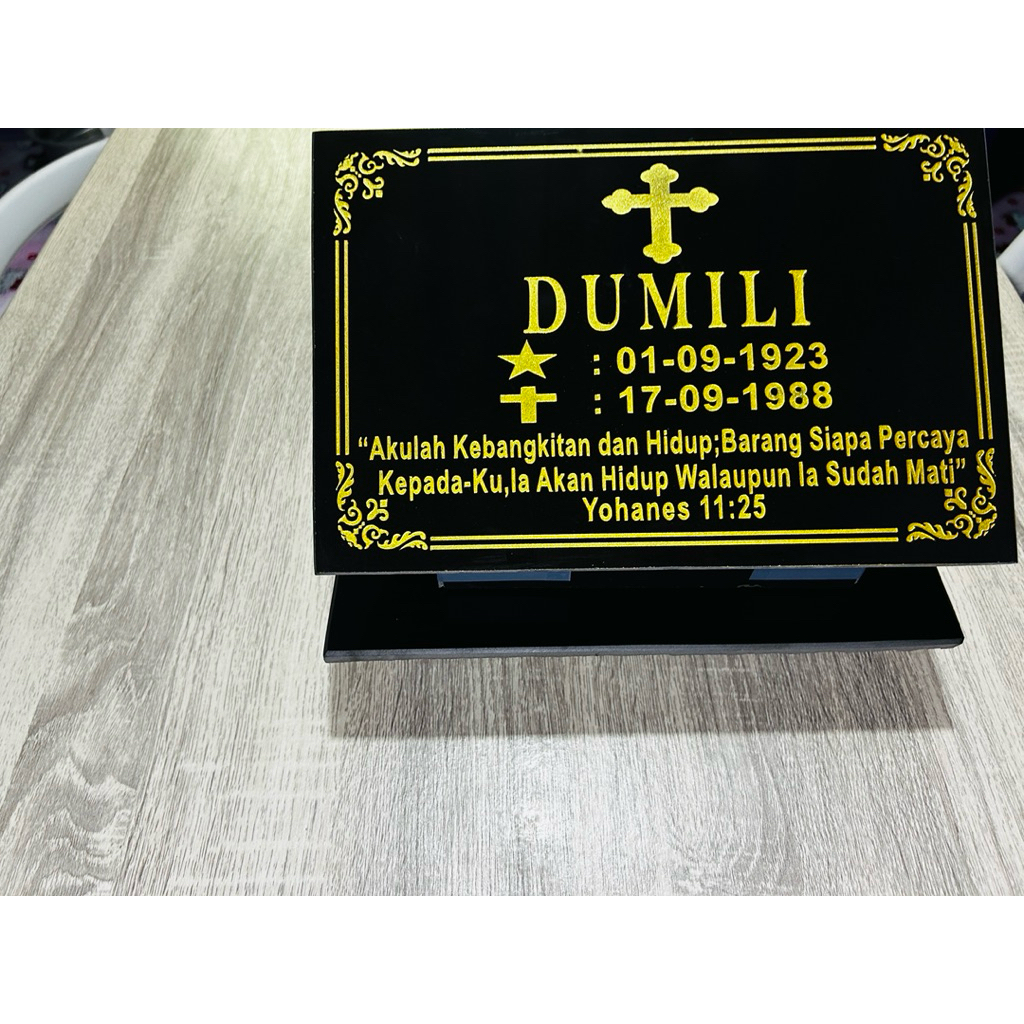 DUMILI
: 01-09-1923
: 17-09-1988
“Akulah Kebangkitan dan Hidup;Barang Siapa Percaya
Kepada-Ku,Ia Akan Hidup Walaupun Ia Sudah Mati”
Yohanes 11:25